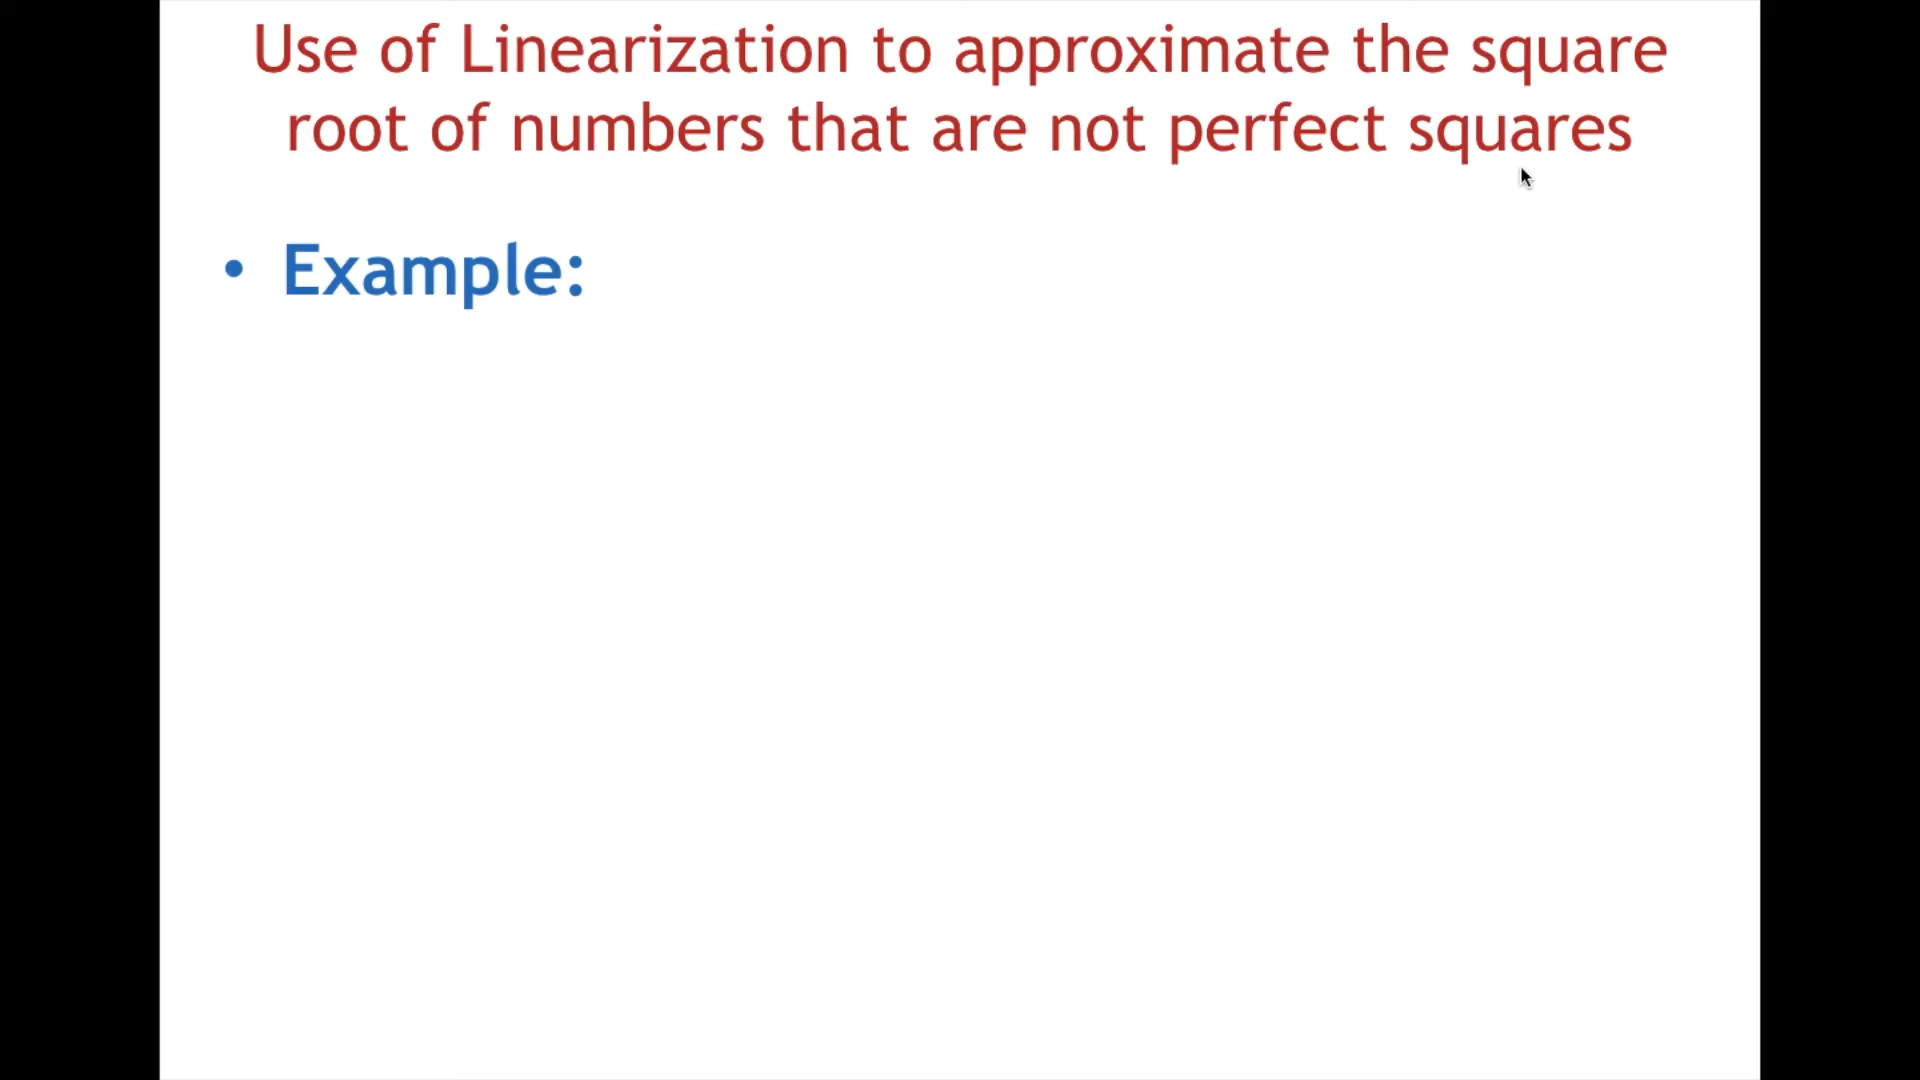 Use of Linearization to approximate the square
root of numbers that are not perfect squares
• Example: